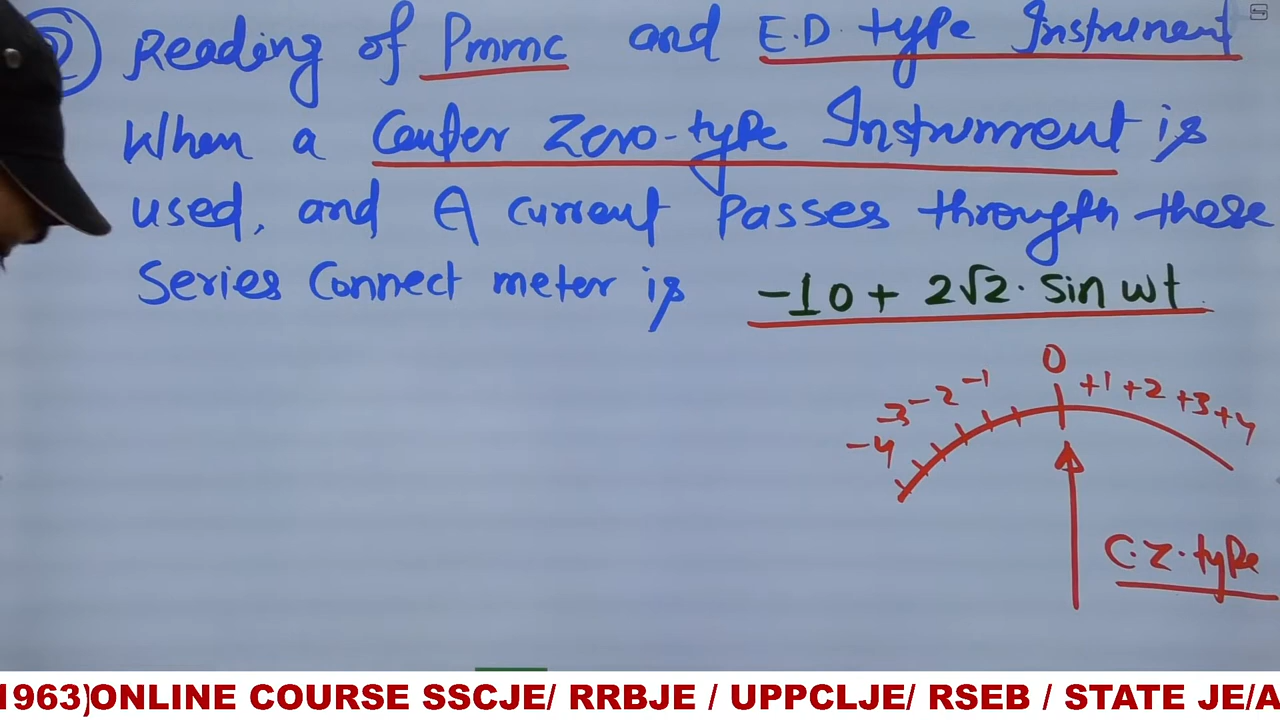 2) Reading of Pmmc and E.D. type Instrument
When a Center Zero-type Instrument is
used, and A current Passes through these
Series Connect meter is -10 + 2√2. Sin wt
0
-4 -3 -2 -1 +1 +2 +3 +4
C.Z. type
1963)ONLINE COURSE SSCJE/ RRBJE / UPPCLJE/ RSEB / STATE JE/A